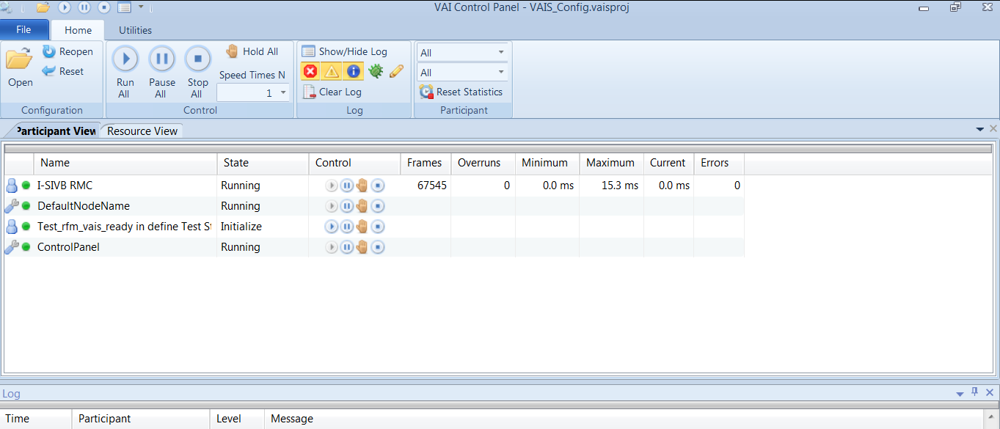 VAI Control Panel - VAIS_Config.vaisproj
File Home Utilities
Open Reopen Reset
Configuration
Run All Pause All Stop All Hold All
Speed Times N
1
Control
Show/Hide Log
Clear Log
Log
All
All
Reset Statistics
Participant
Participant View Resource View
Name State Control Frames Overruns Minimum Maximum Current Errors
I-SIVB RMC Running 67545 0 0.0 ms 15.3 ms 0.0 ms 0
DefaultNodeName Running
Test_rfm_vais_ready in define Test St Initialize
ControlPanel Running
Log
Time Participant Level Message